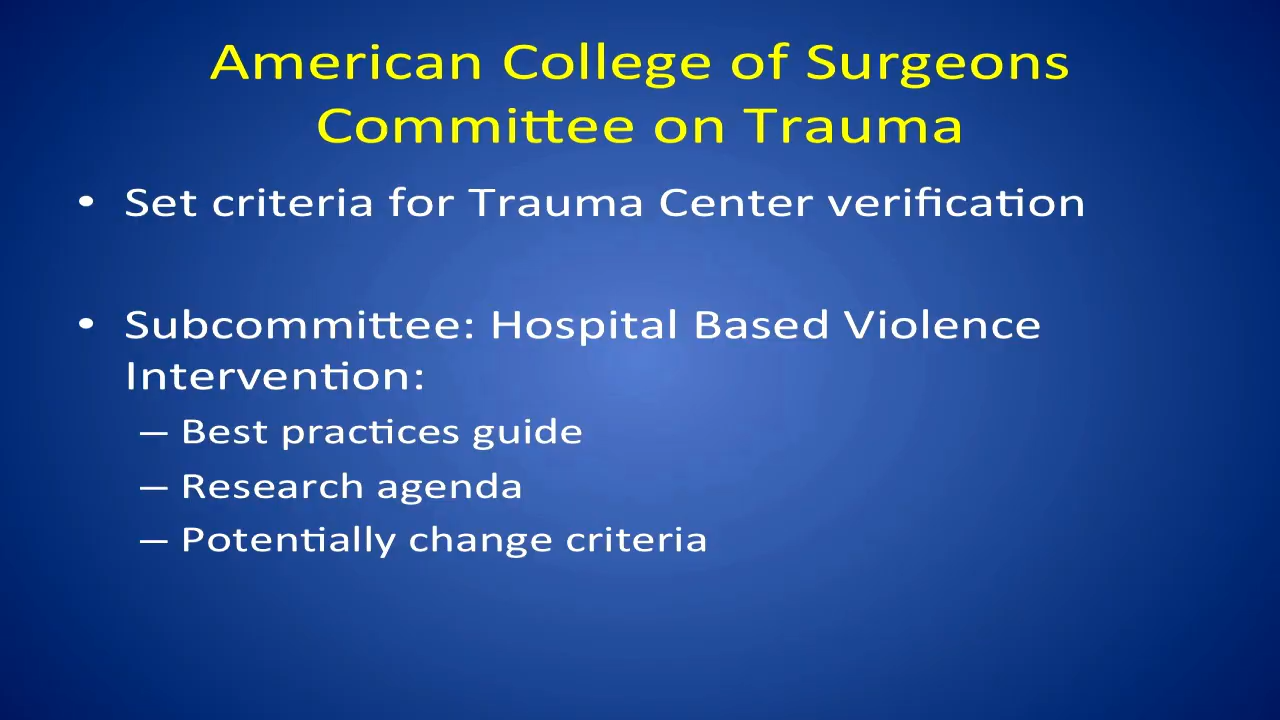 American College of Surgeons
Committee on Trauma
• Set criteria for Trauma Center verification
• Subcommittee: Hospital Based Violence
Intervention:
– Best practices guide
– Research agenda
– Potentially change criteria